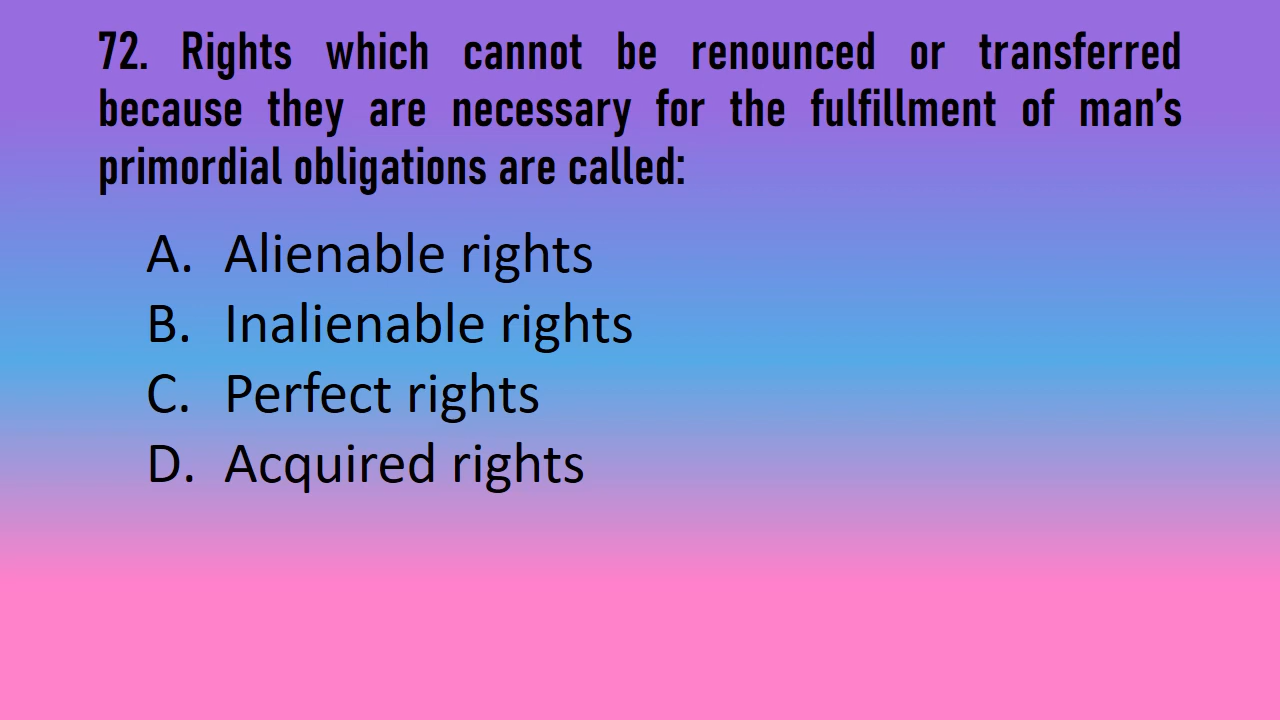 72. Rights which cannot be renounced or transferred
because they are necessary for the fulfillment of man’s
primordial obligations are called:
A. Alienable rights
B. Inalienable rights
C. Perfect rights
D. Acquired rights